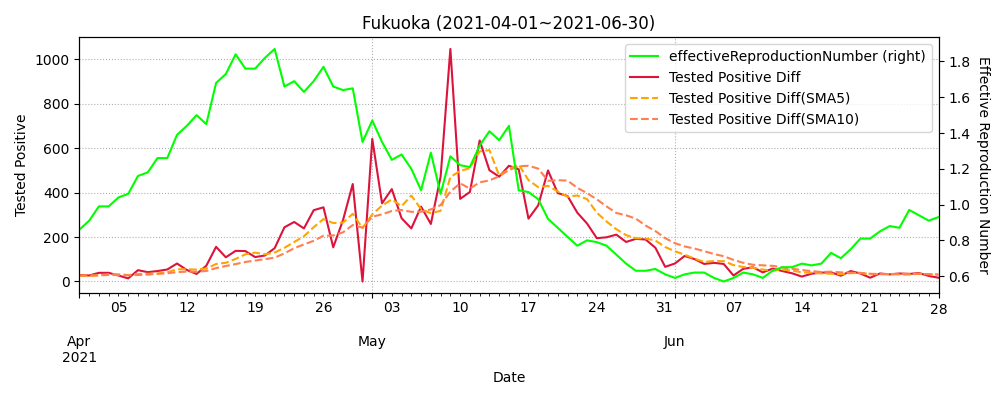 Fukuoka (2021-04-01~2021-06-30)
effectiveReproductionNumber (right)
Tested Positive Diff
Tested Positive Diff(SMA5)
Tested Positive Diff(SMA10)
Tested Positive
1000
800
600
400
200
0
1.8
1.6
1.4
1.2
1.0
0.8
0.6
Effective Reproduction Number
05 12 19 26 03 10 17 24 31 07 14 21 28
Apr May Jun
2021
Date